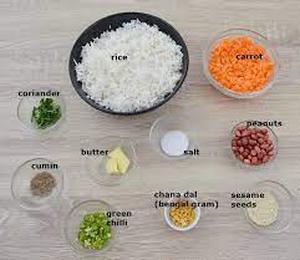 rice
carrot
coriander
peanuts
butter
salt
cumin
chana dal
(bengal gram)
sesame
seeds
green
chilli